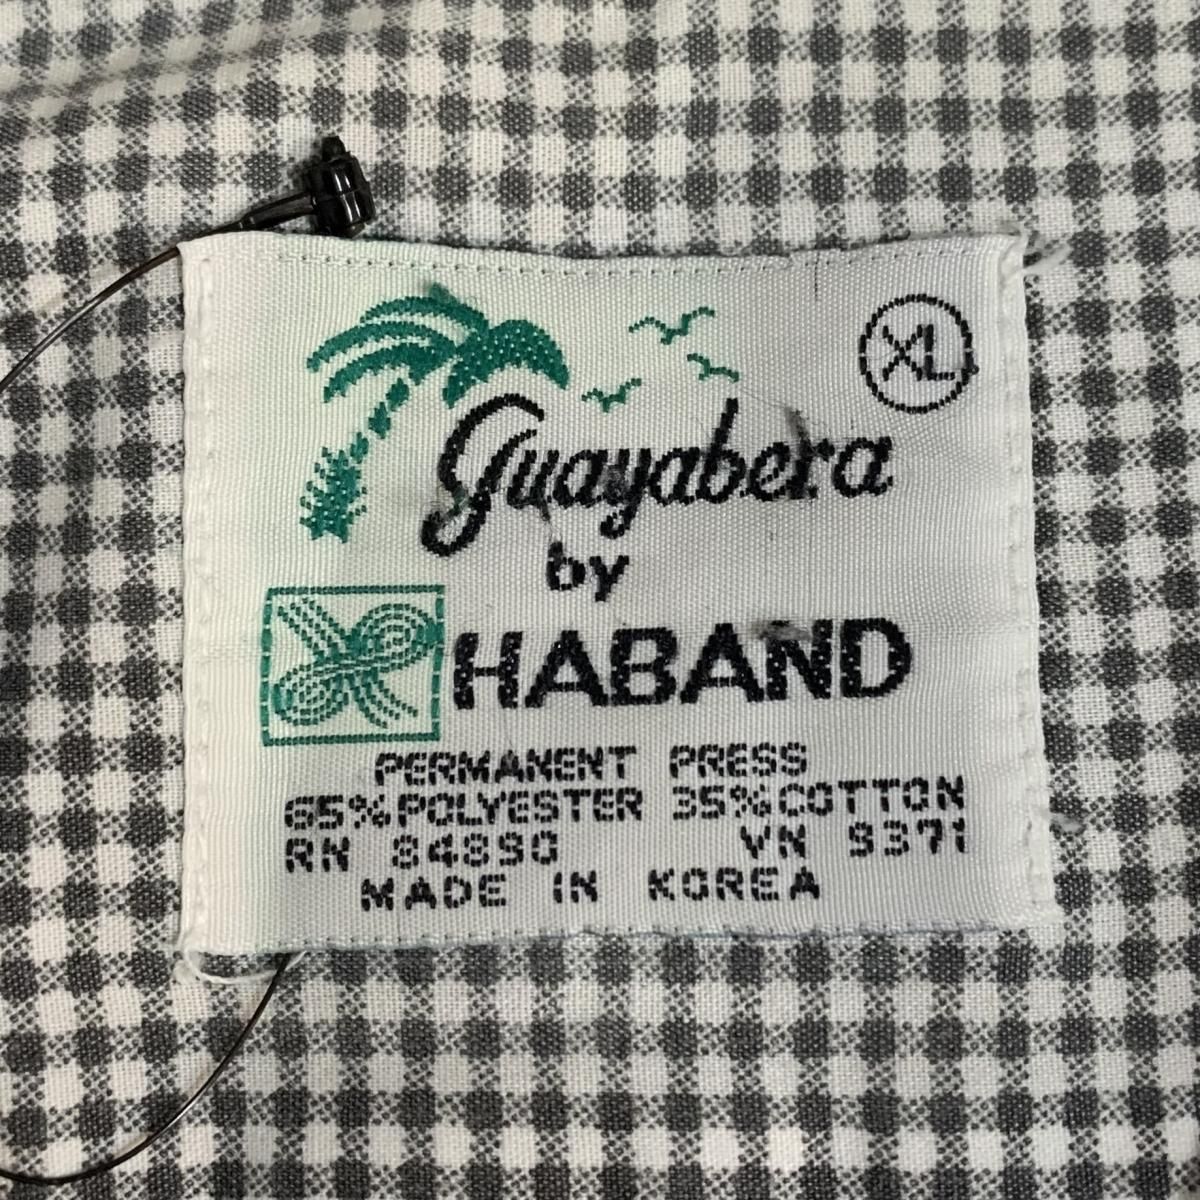 XL
Guayabera
by
HABAND
PERMANENT PRESS
65% POLYESTER 35% COTTON
RN 84890 VN 9371
MADE IN KOREA